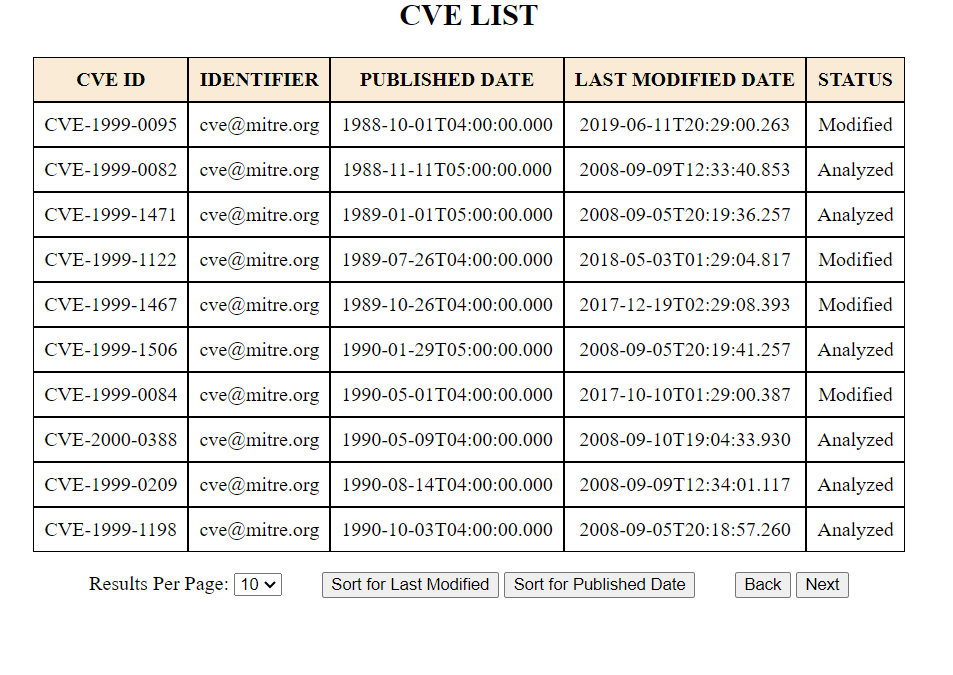 CVE LIST
CVE ID IDENTIFIER PUBLISHED DATE LAST MODIFIED DATE STATUS
CVE-1999-0095 cve@mitre.org 1988-10-01T04:00:00.000 2019-06-11T20:29:00.263 Modified
CVE-1999-0082 cve@mitre.org 1988-11-11T05:00:00.000 2008-09-09T12:33:40.853 Analyzed
CVE-1999-1471 cve@mitre.org 1989-01-01T05:00:00.000 2008-09-05T20:19:36.257 Analyzed
CVE-1999-1122 cve@mitre.org 1989-07-26T04:00:00.000 2018-05-03T01:29:04.817 Modified
CVE-1999-1467 cve@mitre.org 1989-10-26T04:00:00.000 2017-12-19T02:29:08.393 Modified
CVE-1999-1506 cve@mitre.org 1990-01-29T05:00:00.000 2008-09-05T20:19:41.257 Analyzed
CVE-1999-0084 cve@mitre.org 1990-05-01T04:00:00.000 2017-10-10T01:29:00.387 Modified
CVE-2000-0388 cve@mitre.org 1990-05-09T04:00:00.000 2008-09-10T19:04:33.930 Analyzed
CVE-1999-0209 cve@mitre.org 1990-08-14T04:00:00.000 2008-09-09T12:34:01.117 Analyzed
CVE-1999-1198 cve@mitre.org 1990-10-03T04:00:00.000 2008-09-05T20:18:57.260 Analyzed
Results Per Page: 10 Sort for Last Modified Sort for Published Date Back Next